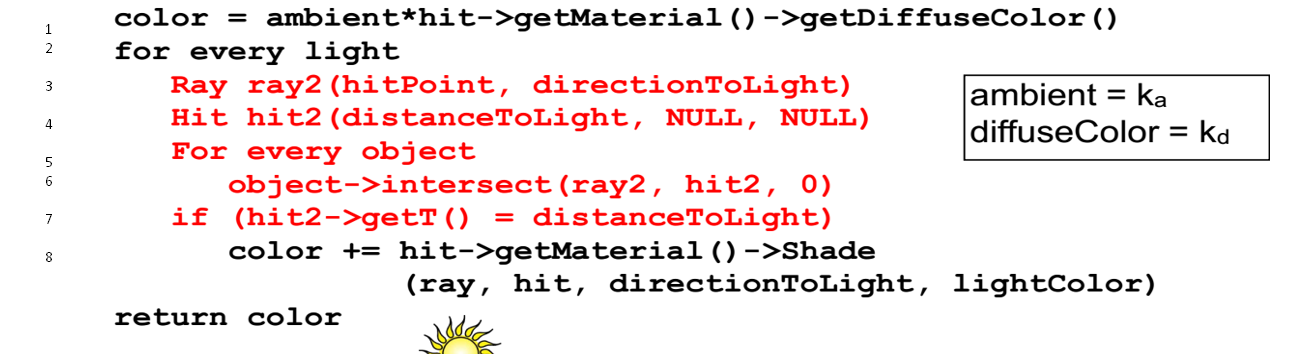 1 color = ambient*hit->getMaterial()->getDiffuseColor()
2 for every light
3 Ray ray2(hitPoint, directionToLight)
4 Hit hit2(distanceToLight, NULL, NULL)
5 For every object
6 object->intersect(ray2, hit2, 0)
7 if (hit2->getT() = distanceToLight)
8 color += hit->getMaterial()->Shade
(ray, hit, directionToLight, lightColor)
return color
ambient = ka
diffuseColor = kd